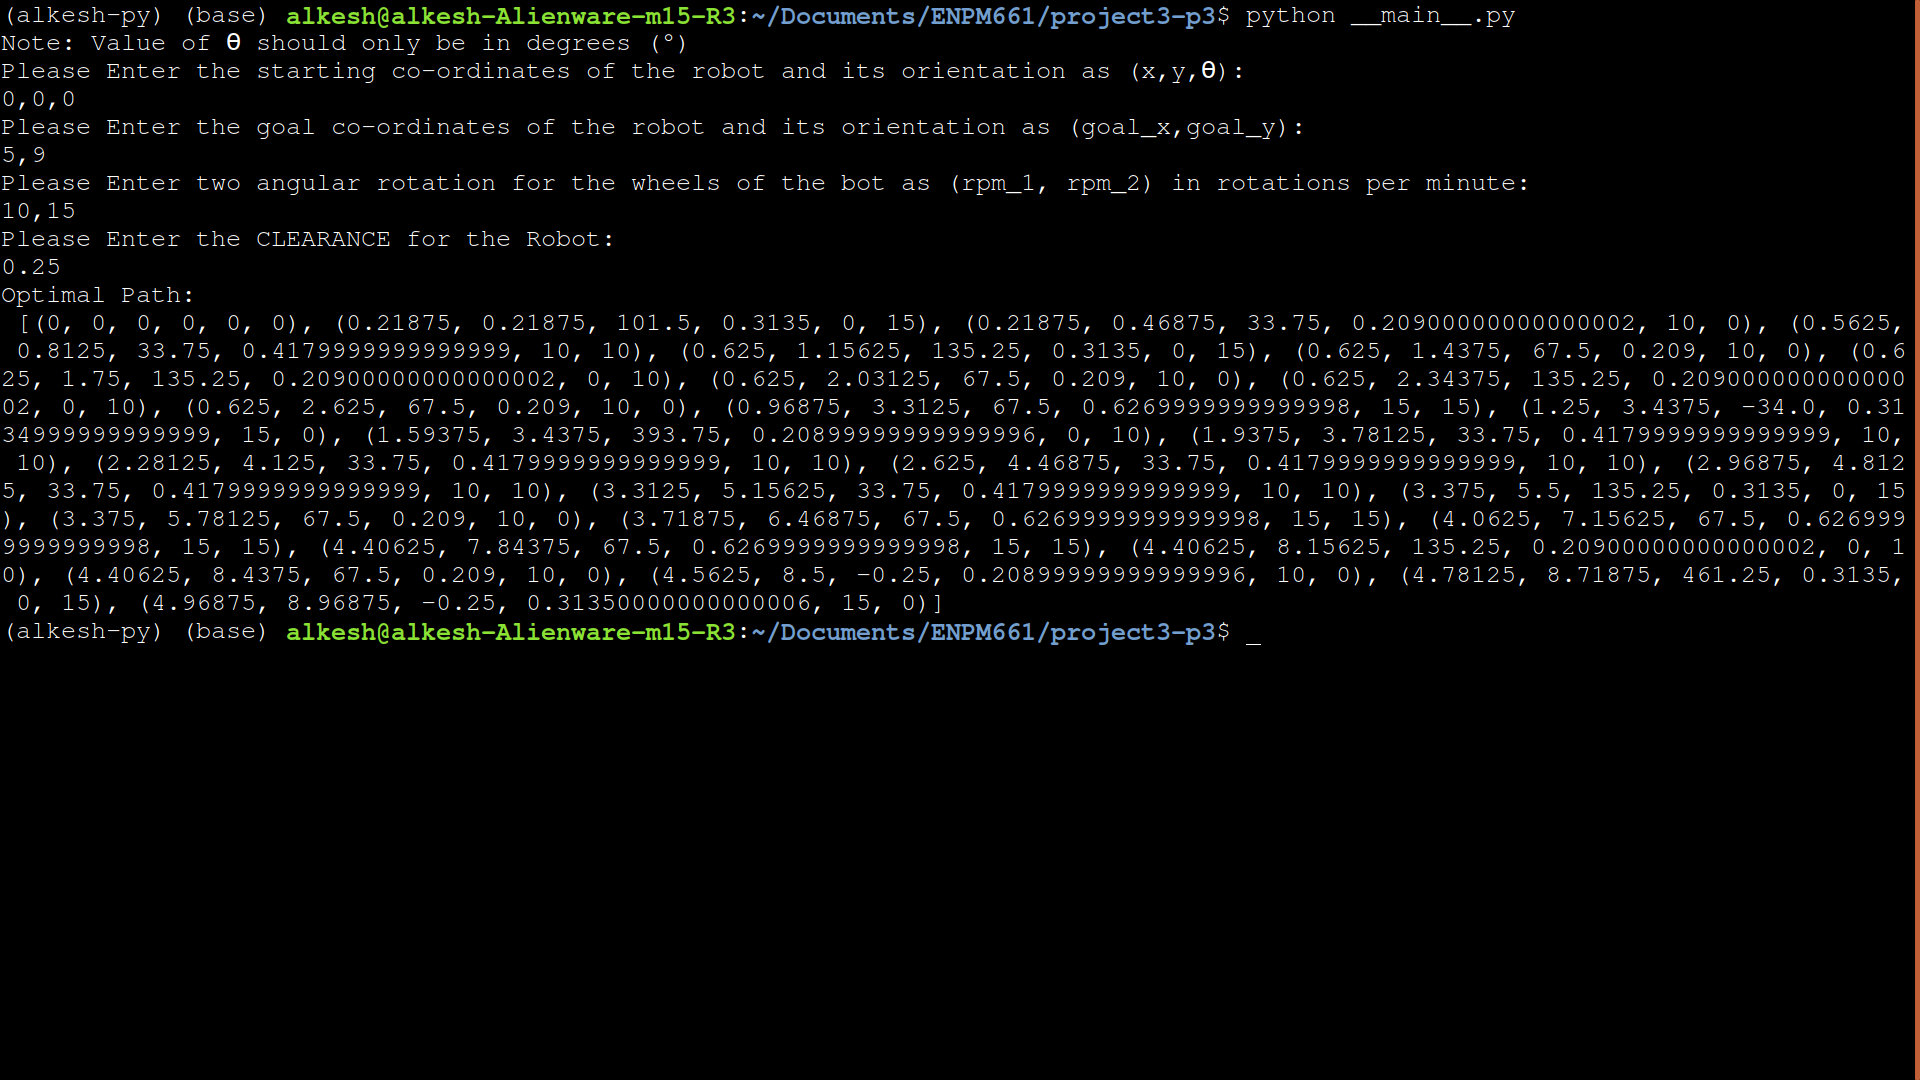 (alkesh-py) (base) alkesh@alkesh-Alienware-m15-R3:~/Documents/ENPM661/project3-p3$ python __main__.py
Note: Value of θ should only be in degrees (°)
Please Enter the starting co-ordinates of the robot and its orientation as (x,y,θ):
0,0,0
Please Enter the goal co-ordinates of the robot and its orientation as (goal_x,goal_y):
5,9
Please Enter two angular rotation for the wheels of the bot as (rpm_1, rpm_2) in rotations per minute:
10,15
Please Enter the CLEARANCE for the Robot:
0.25
Optimal Path:
 [(0, 0, 0, 0, 0, 0), (0.21875, 0.21875, 101.5, 0.3135, 0, 15), (0.21875, 0.46875, 33.75, 0.20900000000000002, 10, 0), (0.5625,
 0.8125, 33.75, 0.4179999999999999, 10, 10), (0.625, 1.15625, 135.25, 0.3135, 0, 15), (0.625, 1.4375, 67.5, 0.209, 10, 0), (0.6
25, 1.75, 135.25, 0.20900000000000002, 0, 10), (0.625, 2.03125, 67.5, 0.209, 10, 0), (0.625, 2.34375, 135.25, 0.209000000000000
02, 0, 10), (0.625, 2.625, 67.5, 0.209, 10, 0), (0.96875, 3.3125, 67.5, 0.6269999999999998, 15, 15), (1.25, 3.4375, -34.0, 0.31
34999999999999, 15, 0), (1.59375, 3.4375, 393.75, 0.20899999999999996, 0, 10), (1.9375, 3.78125, 33.75, 0.4179999999999999, 10,
 10), (2.28125, 4.125, 33.75, 0.4179999999999999, 10, 10), (2.625, 4.46875, 33.75, 0.4179999999999999, 10, 10), (2.96875, 4.812
5, 33.75, 0.4179999999999999, 10, 10), (3.3125, 5.15625, 33.75, 0.4179999999999999, 10, 10), (3.375, 5.5, 135.25, 0.3135, 0, 15
), (3.375, 5.78125, 67.5, 0.209, 10, 0), (3.71875, 6.46875, 67.5, 0.6269999999999998, 15, 15), (4.0625, 7.15625, 67.5, 0.626999
9999999998, 15, 15), (4.40625, 7.84375, 67.5, 0.6269999999999998, 15, 15), (4.40625, 8.15625, 135.25, 0.20900000000000002, 0, 1
0), (4.40625, 8.4375, 67.5, 0.209, 10, 0), (4.5625, 8.5, -0.25, 0.20899999999999996, 10, 0), (4.78125, 8.71875, 461.25, 0.3135,
 0, 15), (4.96875, 8.96875, -0.25, 0.31350000000000006, 15, 0)]
(alkesh-py) (base) alkesh@alkesh-Alienware-m15-R3:~/Documents/ENPM661/project3-p3$ _